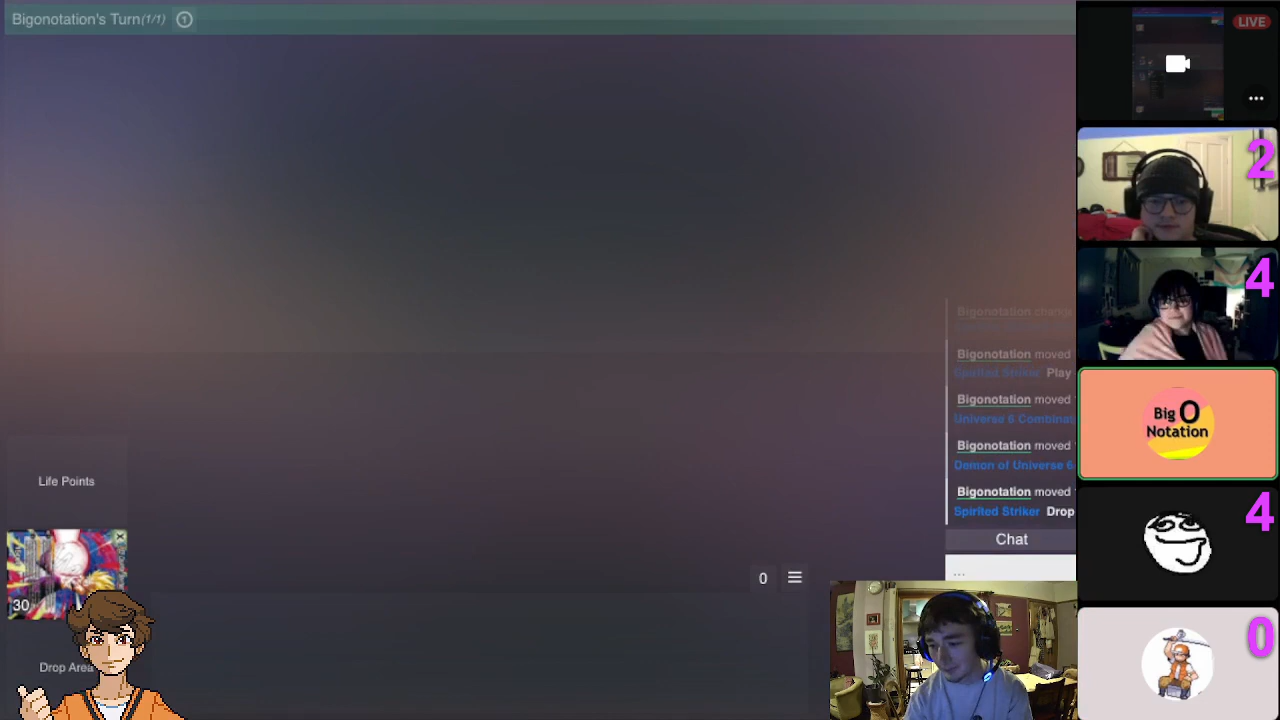 Bigonotation's Turn(1/1) 1
LIVE
2
4
Bigonotation
Bigonotation moved
Spirited Striker Play
Bigonotation moved
Universe 6
Bigonotation moved
Demon of Universe 6
Bigonotation moved
Spirited Striker Drop
Chat
...
Life Points
30
Drop Area
0
Big O
Notation
4
0